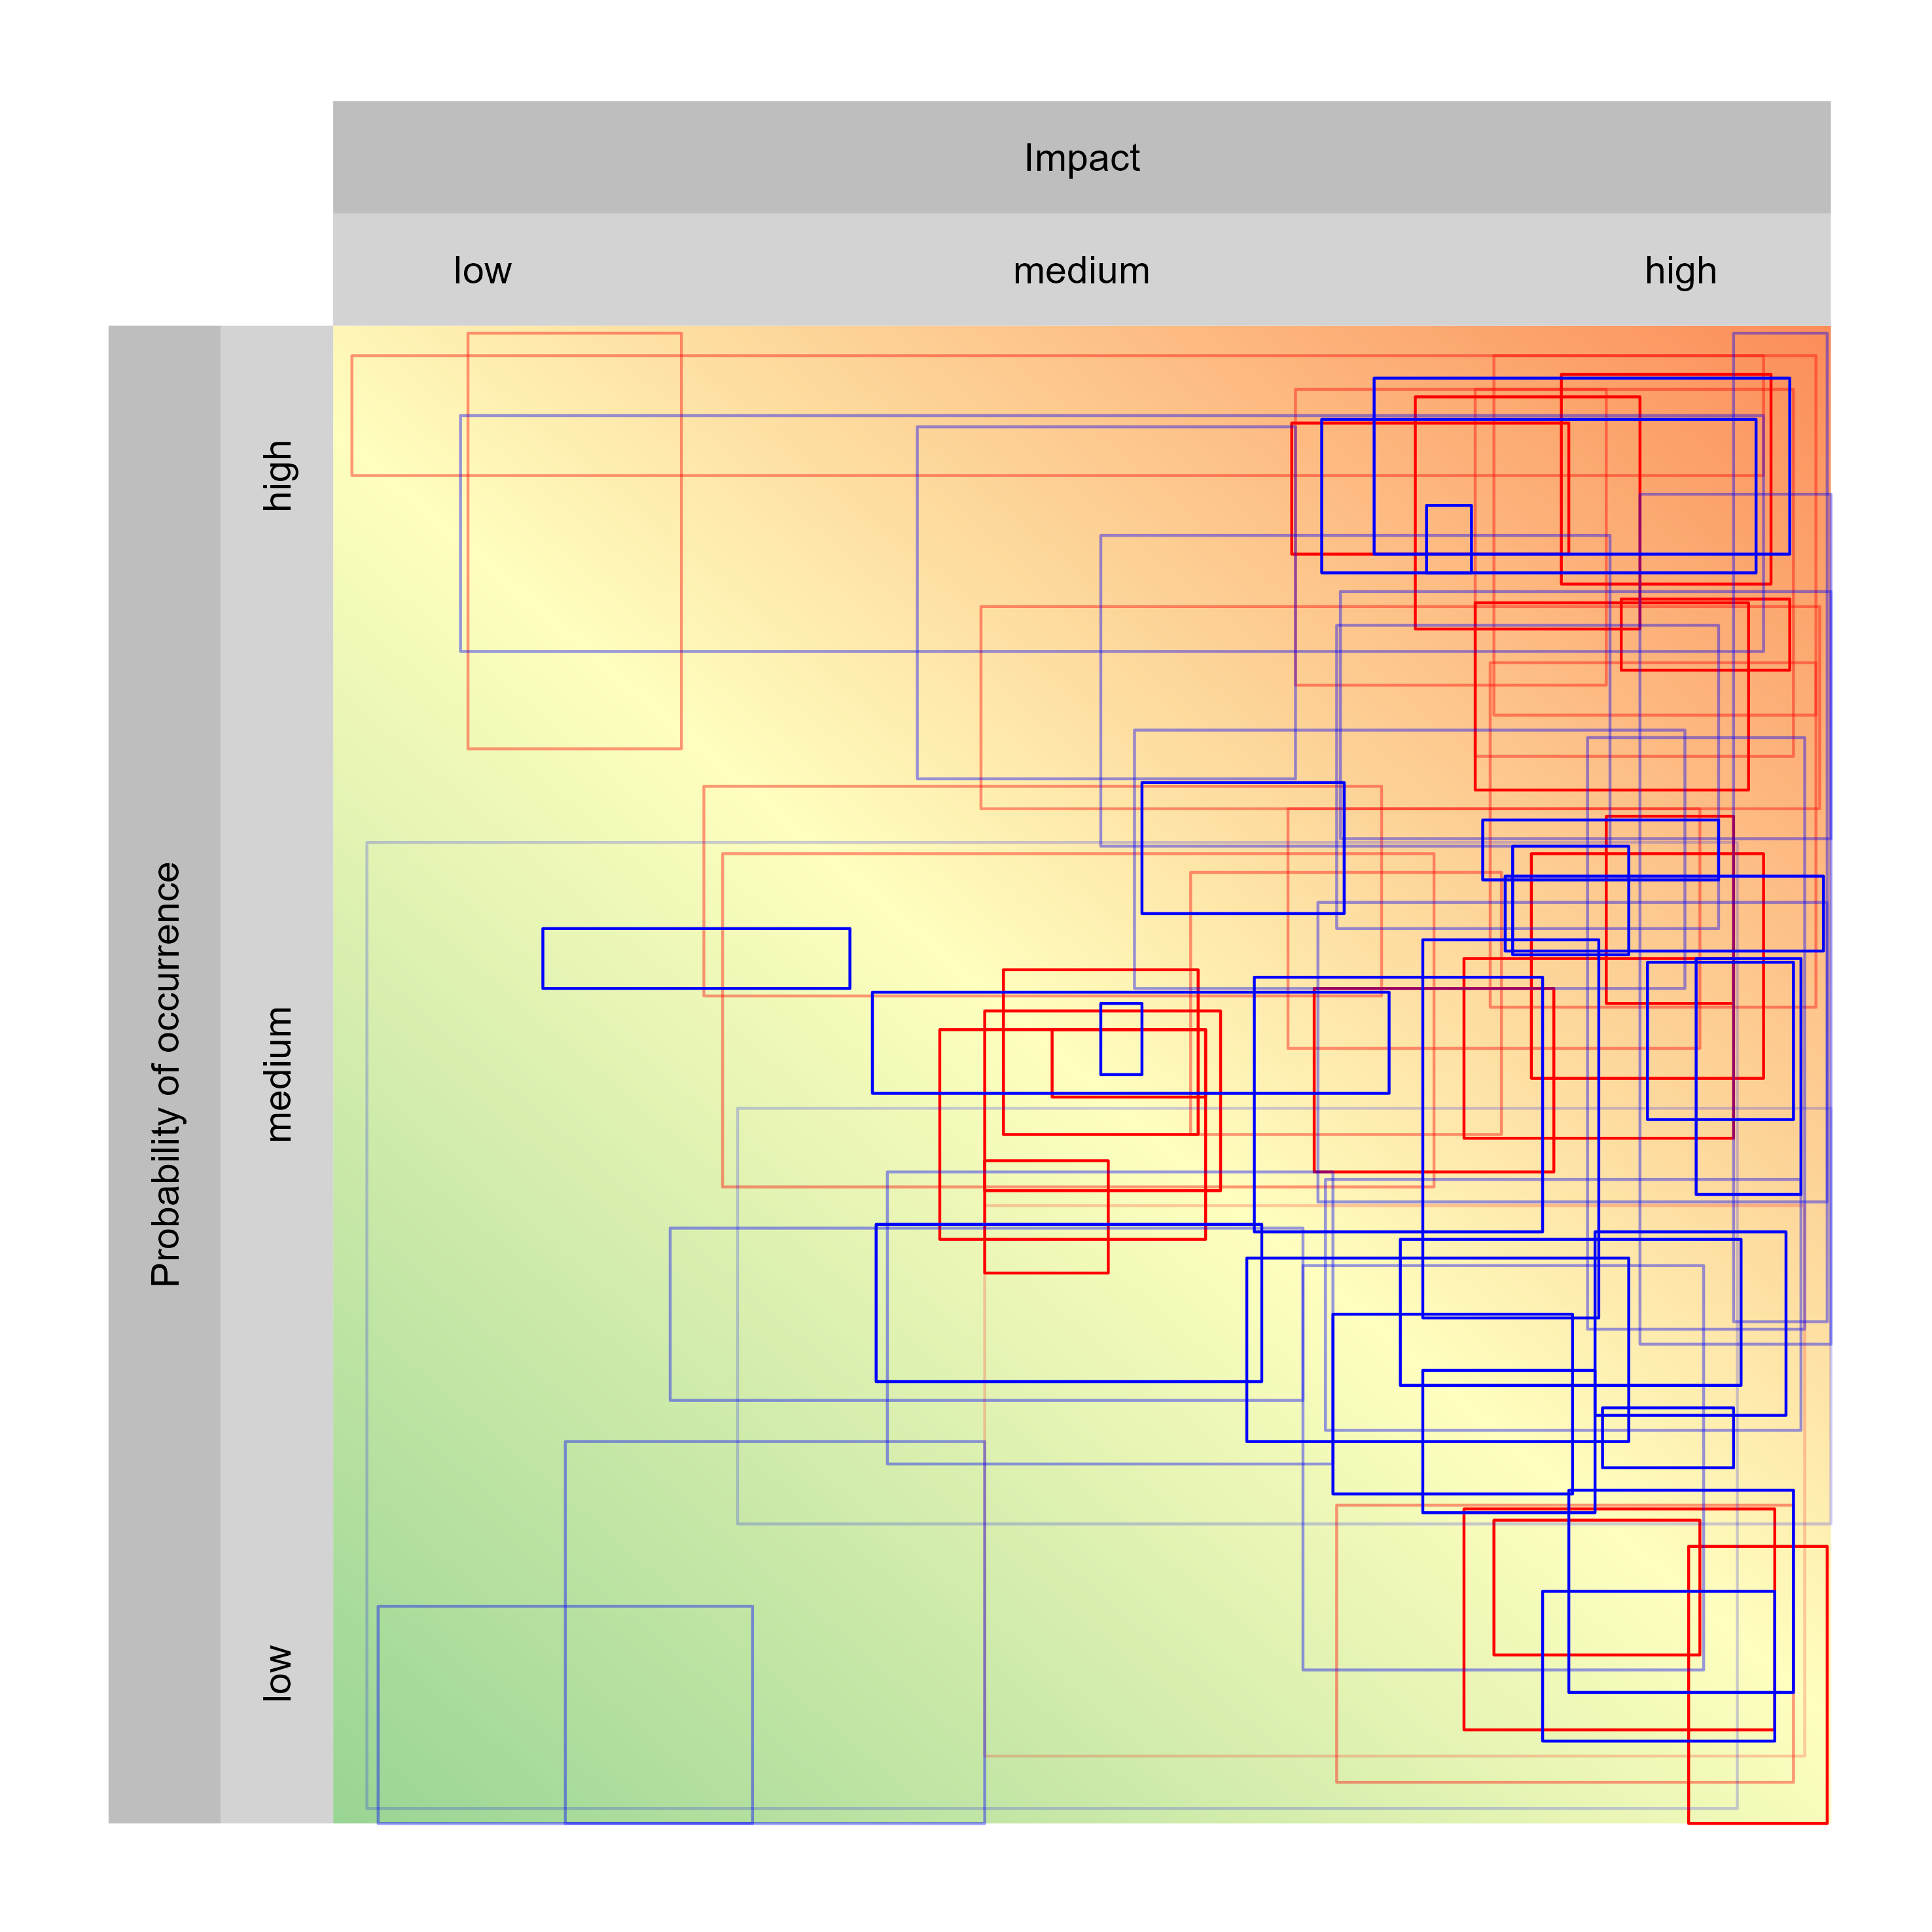 Impact
low medium high
Probability of occurrence
high
medium
low